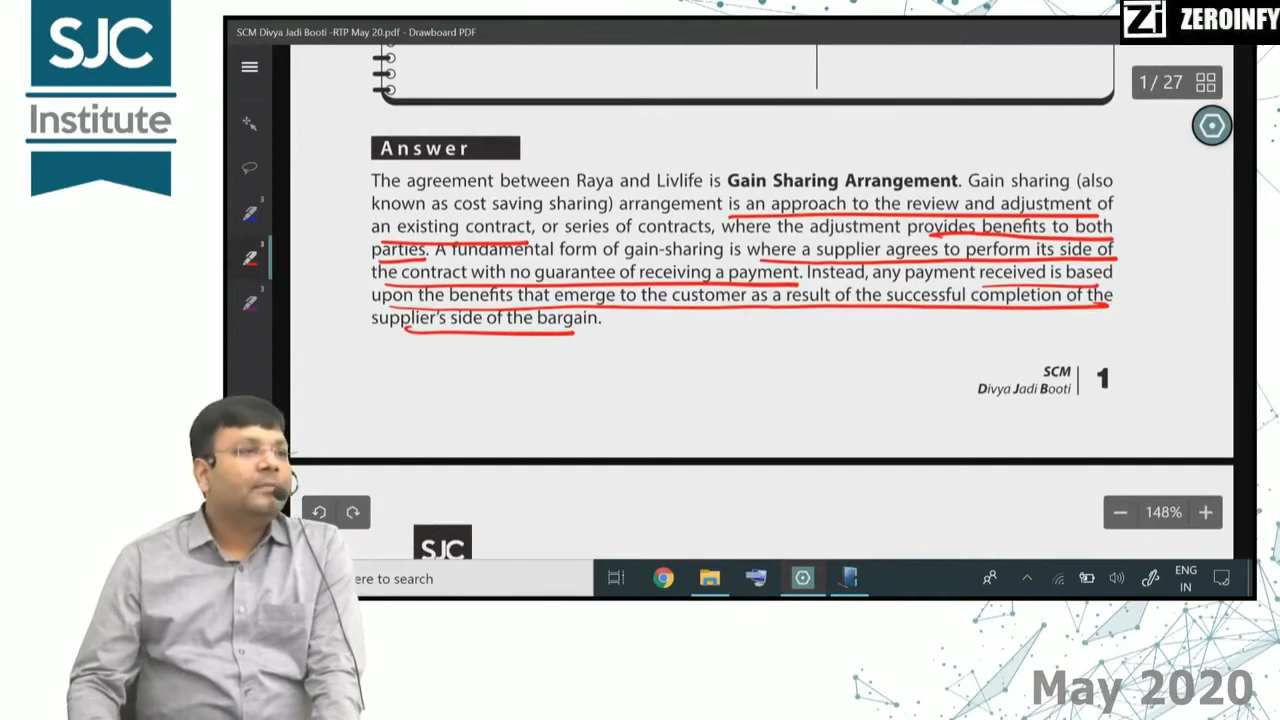 SJC
Institute
SCM Divya Jadi Booti -RTP May 20.pdf - Drawboard PDF
Zi ZEROINFY
1 / 27
3
3
3
Answer
The agreement between Raya and Livlife is Gain Sharing Arrangement. Gain sharing (also
known as cost saving sharing) arrangement is an approach to the review and adjustment of
an existing contract, or series of contracts, where the adjustment provides benefits to both
parties. A fundamental form of gain-sharing is where a supplier agrees to perform its side of
the contract with no guarantee of receiving a payment. Instead, any payment received is based
upon the benefits that emerge to the customer as a result of the successful completion of the
supplier's side of the bargain.
SCM
Divya Jadi Booti
1
148%
SJC
ere to search
ENG
IN
May 2020